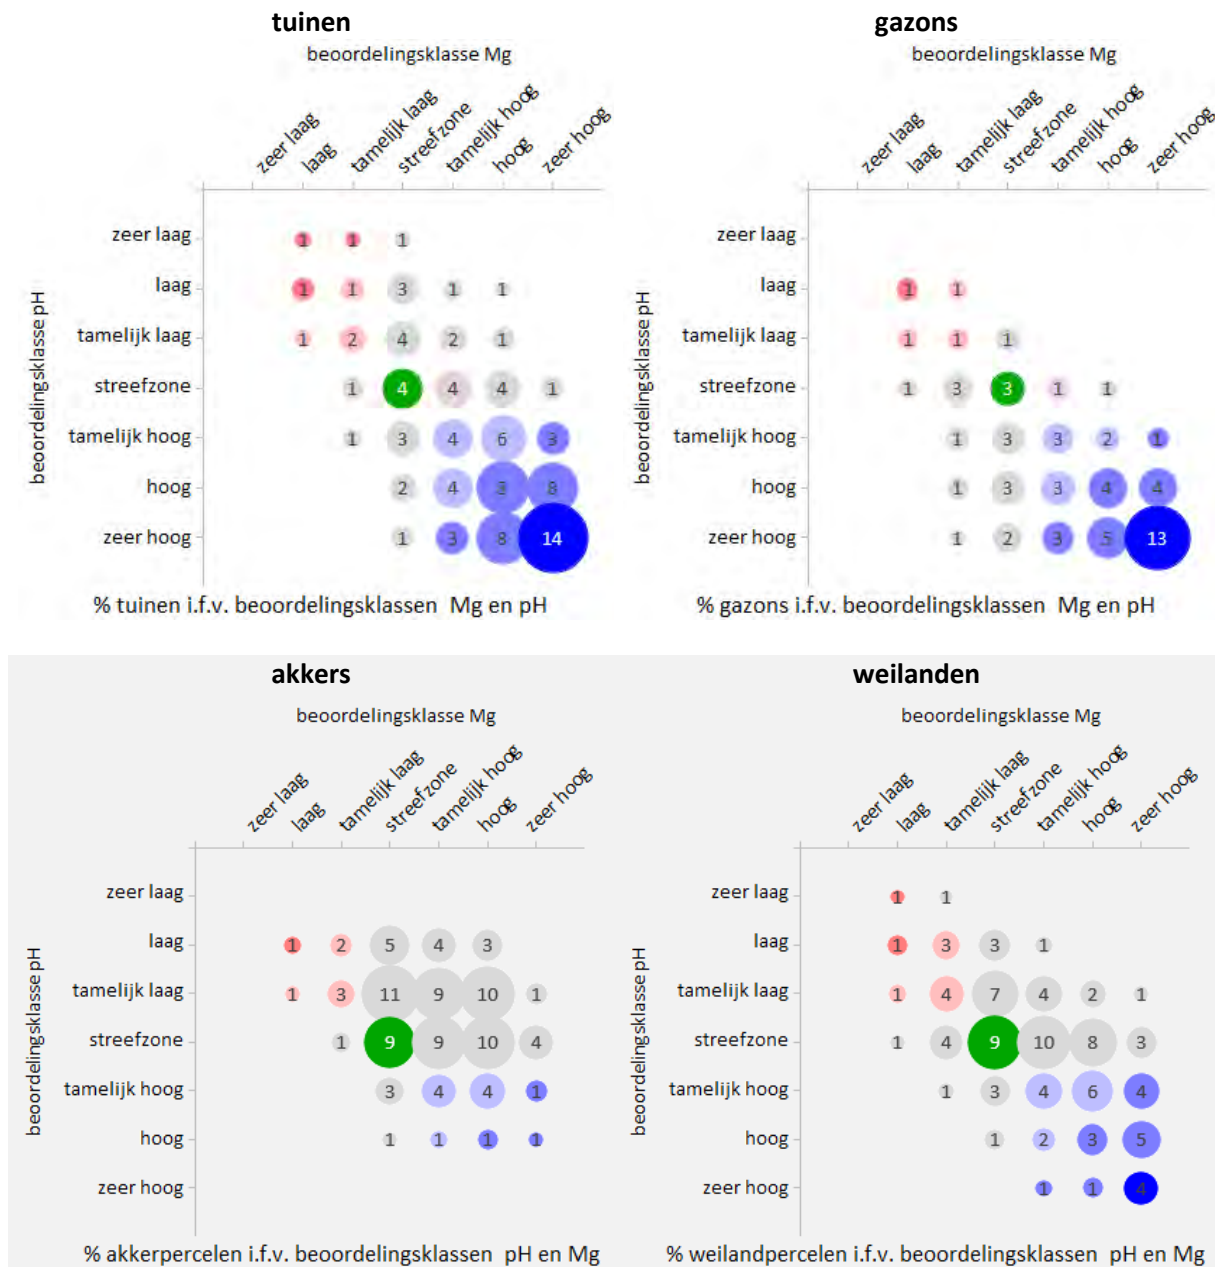 tuinen
beoordelingsklasse Mg
zeer laag laag tamelijk laag streefzone tamelijk hoog hoog zeer hoog
beoordelingsklasse pH
zeer laag 1 1 1
laag 1 1 3 1 1
tamelijk laag 1 2 4 2 1
streefzone 1 4 4 4 1
tamelijk hoog 1 3 4 6 3
hoog 2 4 8
zeer hoog 1 3 8 14
% tuinen i.f.v. beoordelingsklassen Mg en pH
gazons
beoordelingsklasse Mg
zeer laag laag tamelijk laag streefzone tamelijk hoog hoog zeer hoog
beoordelingsklasse pH
zeer laag
laag 1 1
tamelijk laag 1 1 1
streefzone 1 3 3 1 1
tamelijk hoog 1 3 3 2 1
hoog 1 3 3 4 4
zeer hoog 1 2 3 5 13
% gazons i.f.v. beoordelingsklassen Mg en pH
akkers
beoordelingsklasse Mg
zeer laag laag tamelijk laag streefzone tamelijk hoog hoog zeer hoog
beoordelingsklasse pH
zeer laag
laag 1 2 5 4 3
tamelijk laag 1 3 11 9 10 1
streefzone 1 9 9 10 4
tamelijk hoog 3 4 4 1
hoog 1 1 1 1
zeer hoog
% akkerpercelen i.f.v. beoordelingsklassen pH en Mg
weilanden
beoordelingsklasse Mg
zeer laag laag tamelijk laag streefzone tamelijk hoog hoog zeer hoog
beoordelingsklasse pH
zeer laag 1 1
laag 1 3 3 1
tamelijk laag 1 4 7 4 2 1
streefzone 1 4 9 10 8 3
tamelijk hoog 1 3 4 6 4
hoog 1 2 3 5
zeer hoog 1 1 4
% weilandpercelen i.f.v. beoordelingsklassen pH en Mg